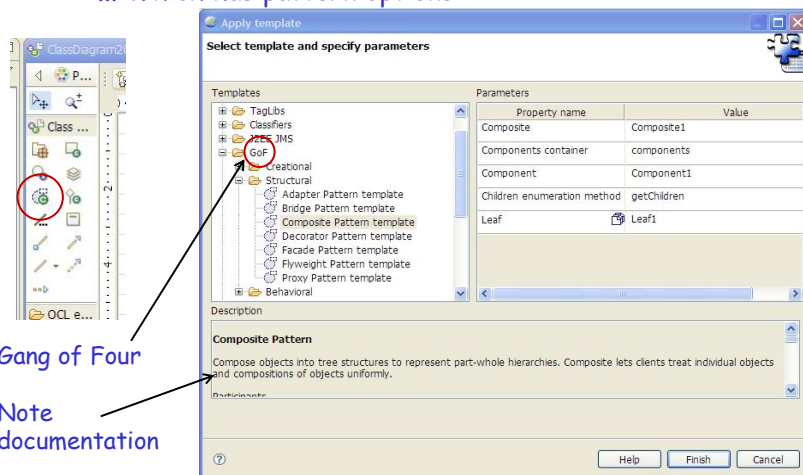 Apply template
Select template and specify parameters
ClassDiagram2
P...
Class ...
OCL e...
Templates
TagLibs
Classifiers
J2EE JMS
GoF
Creational
Structural
Adapter Pattern template
Bridge Pattern template
Composite Pattern template
Decorator Pattern template
Facade Pattern template
Flyweight Pattern template
Proxy Pattern template
Behavioral
Parameters
Property name Value
Composite Composite1
Components container components
Component Component1
Children enumeration method getChildren
Leaf Leaf1
Description
Composite Pattern
Compose objects into tree structures to represent part-whole hierarchies. Composite lets clients treat individual objects
and compositions of objects uniformly.
Participants
Gang of Four
Note
documentation
Help Finish Cancel